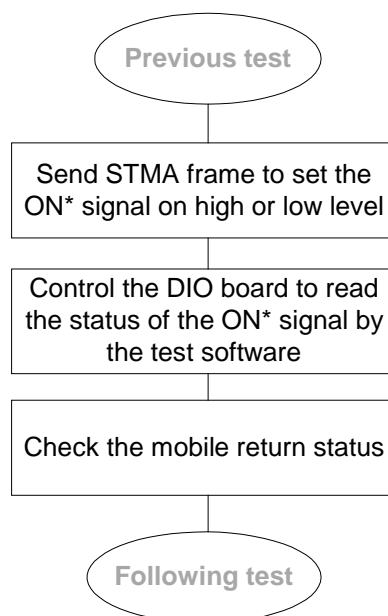 Previous test
Send STMA frame to set the
ON* signal on high or low level
Control the DIO board to read
the status of the ON* signal by
the test software
Check the mobile return status
Following test